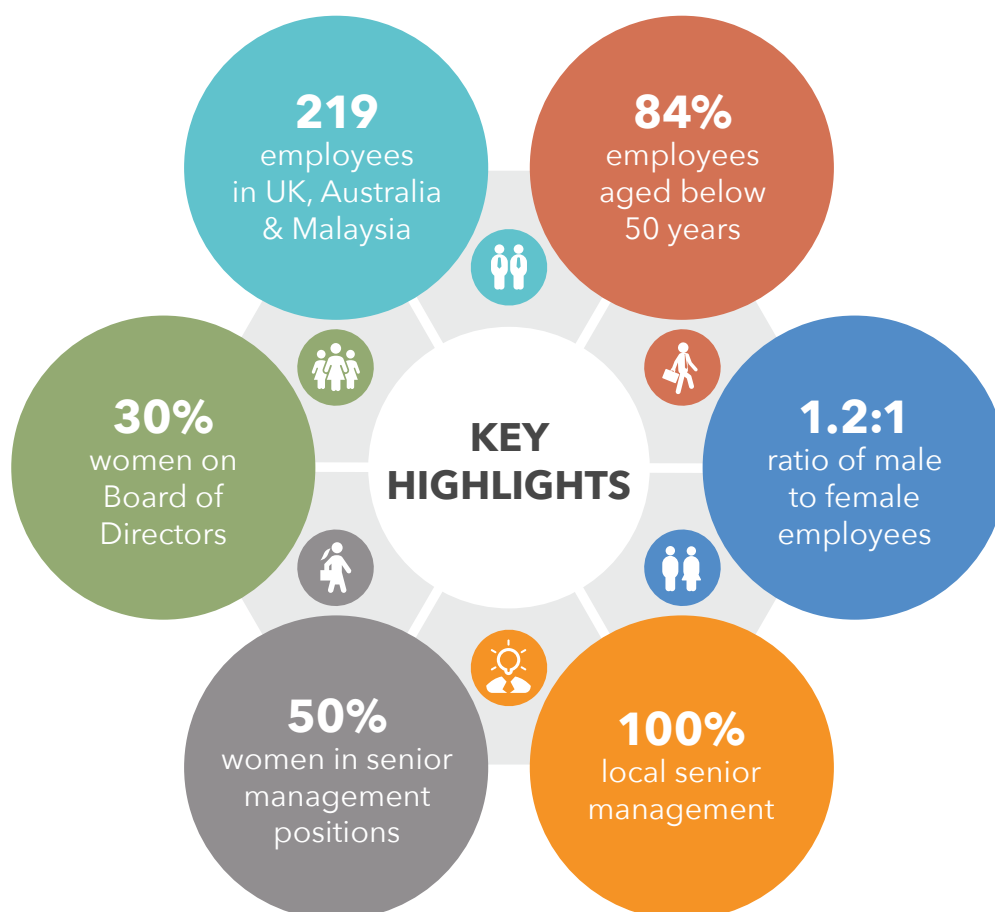 219
employees
in UK, Australia
& Malaysia
84%
employees
aged below
50 years
30%
women on
Board of
Directors
KEY
HIGHLIGHTS
1.2:1
ratio of male
to female
employees
50%
women in senior
management
positions
100%
local senior
management